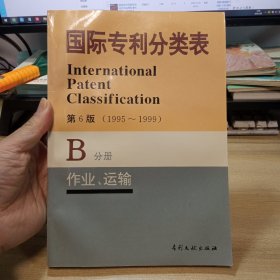 国际专利分类表
International
Patent
Classification
第6版（1995～1999）
B 分册
作业、运输
专利文献出版社